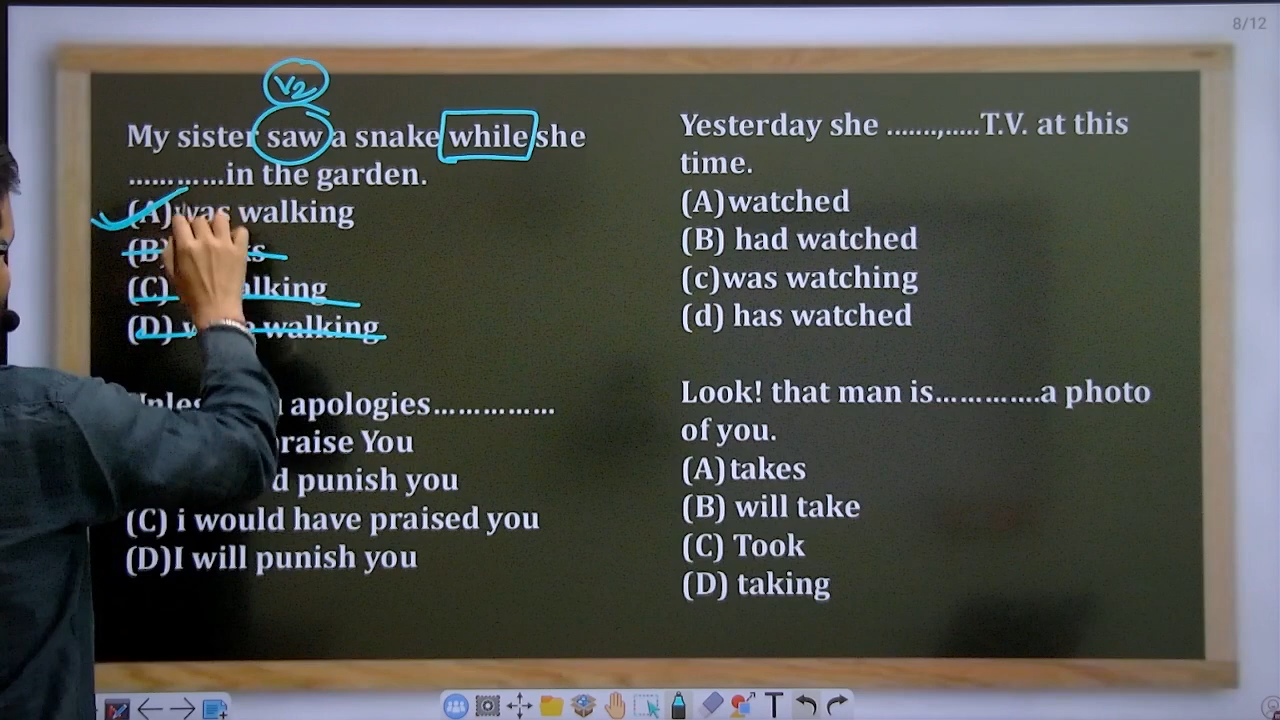 8/12
V2
My sister saw a snake while she
............in the garden.
(A)was walking
(B)
(C)
(D) walking
apologies...............
You
punish you
(C) i would have praised you
(D)I will punish you
Yesterday she .......,.....T.V. at this
time.
(A)watched
(B) had watched
(c)was watching
(d) has watched
Look! that man is.............a photo
of you.
(A)takes
(B) will take
(C) Took
(D) taking
T